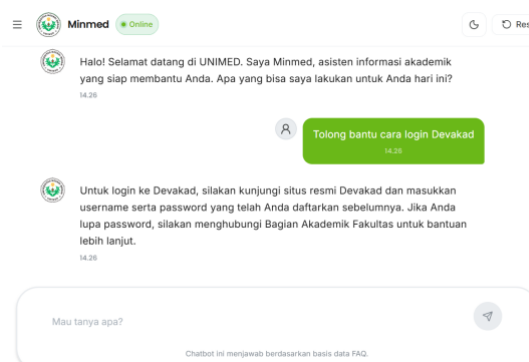 Minmed Online Res
Halo! Selamat datang di UNIMED. Saya Minmed, asisten informasi akademik
yang siap membantu Anda. Apa yang bisa saya lakukan untuk Anda hari ini?
14.26
Tolong bantu cara login Devakad
14.26
Untuk login ke Devakad, silakan kunjungi situs resmi Devakad dan masukkan
username serta password yang telah Anda daftarkan sebelumnya. Jika Anda
lupa password, silakan menghubungi Bagian Akademik Fakultas untuk bantuan
lebih lanjut.
14.26
Mau tanya apa?
Chatbot ini menjawab berdasarkan basis data FAQ.